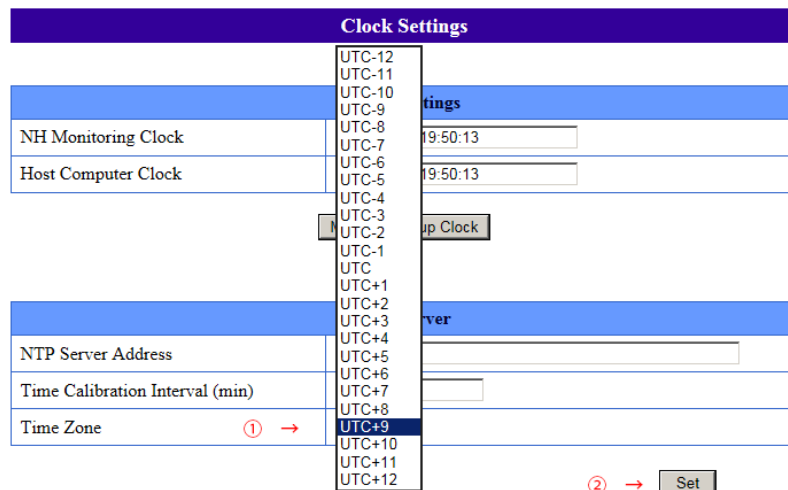 Clock Settings
UTC-12
UTC-11
UTC-10
UTC-9
UTC-8
UTC-7
UTC-6
UTC-5
UTC-4
UTC-3
UTC-2
UTC-1
UTC
UTC+1
UTC+2
UTC+3
UTC+4
UTC+5
UTC+6
UTC+7
UTC+8
UTC+9
UTC+10
UTC+11
UTC+12
tings
NH Monitoring Clock 19:50:13
Host Computer Clock 19:50:13
up Clock
ver
NTP Server Address
Time Calibration Interval (min)
Time Zone ① →
② → Set